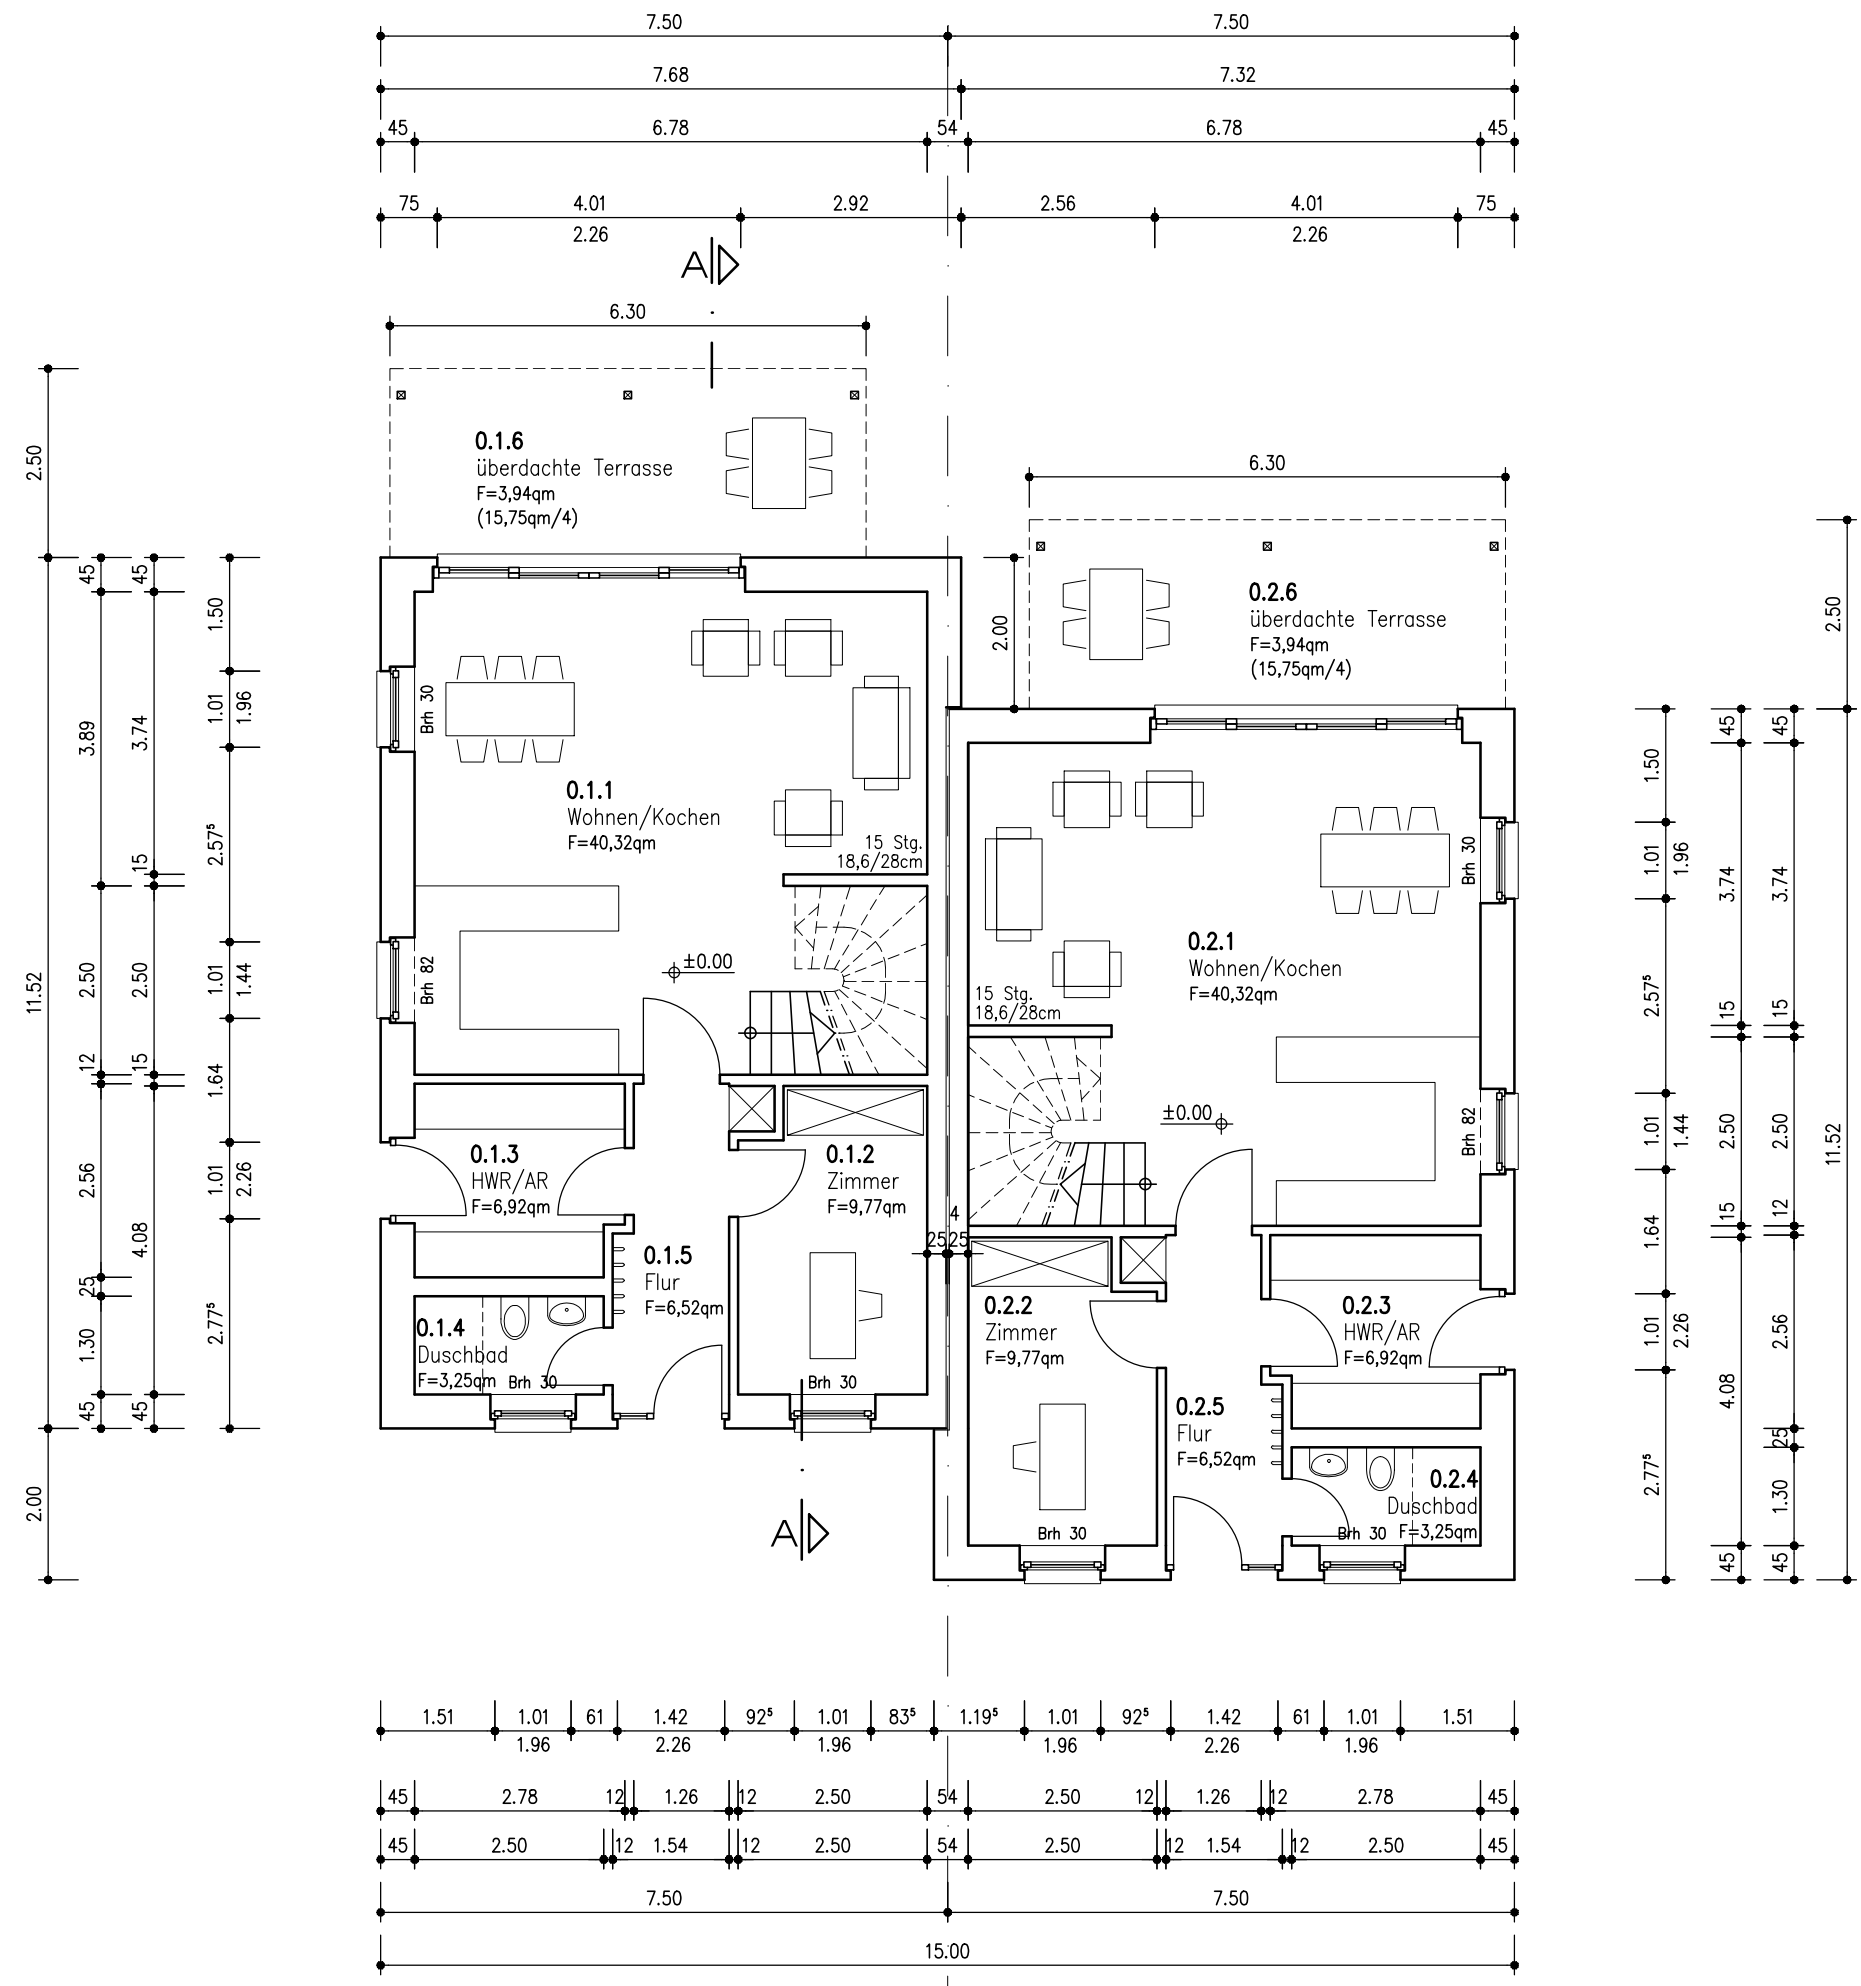 7.50 7.50
7.68 7.32
45 6.78 54 6.78 45
75 4.01 2.92 2.56 4.01 75
2.26 2.26
A
6.30
0.1.6
überdachte Terrasse
F=3,94qm
(15,75qm/4)
6.30
0.2.6
überdachte Terrasse
F=3,94qm
(15,75qm/4)
2.00
2.50
11.52
2.00
45
3.89
2.50
12
2.56
25
1.30
45
45
3.74
15
2.50
15
4.08
45
1.50
1.01
1.96
2.57⁵
1.01
1.44
1.64
1.01
2.26
2.77⁵
Brh 30
0.1.1
Wohnen/Kochen
F=40,32qm
15 Stg.
18,6/28cm
Brh 82
±0.00
0.1.3
HWR/AR
F=6,92qm
0.1.2
Zimmer
F=9,77qm
0.1.5
Flur
F=6,52qm
0.1.4
Duschbad
F=3,25qm
Brh 30
Brh 30
A
4
25 25
Brh 30
0.2.1
Wohnen/Kochen
F=40,32qm
15 Stg.
18,6/28cm
±0.00
Brh 82
0.2.2
Zimmer
F=9,77qm
0.2.3
HWR/AR
F=6,92qm
0.2.5
Flur
F=6,52qm
0.2.4
Duschbad
F=3,25qm
Brh 30
Brh 30
1.50
1.01
1.96
2.57⁵
1.01
1.44
1.64
1.01
2.26
2.77⁵
45
3.74
15
2.50
15
4.08
45
45
3.74
15
2.50
12
2.56
25
1.30
45
2.50
11.52
1.51 1.01 61 1.42 92⁵ 1.01 83⁵ 1.19⁵ 1.01 92⁵ 1.42 61 1.01 1.51
1.96 2.26 1.96 1.96 2.26 1.96
45 2.78 12 1.26 12 2.50 54 2.50 12 1.26 12 2.78 45
45 2.50 12 1.54 12 2.50 54 2.50 12 1.54 12 2.50 45
7.50 7.50
15.00